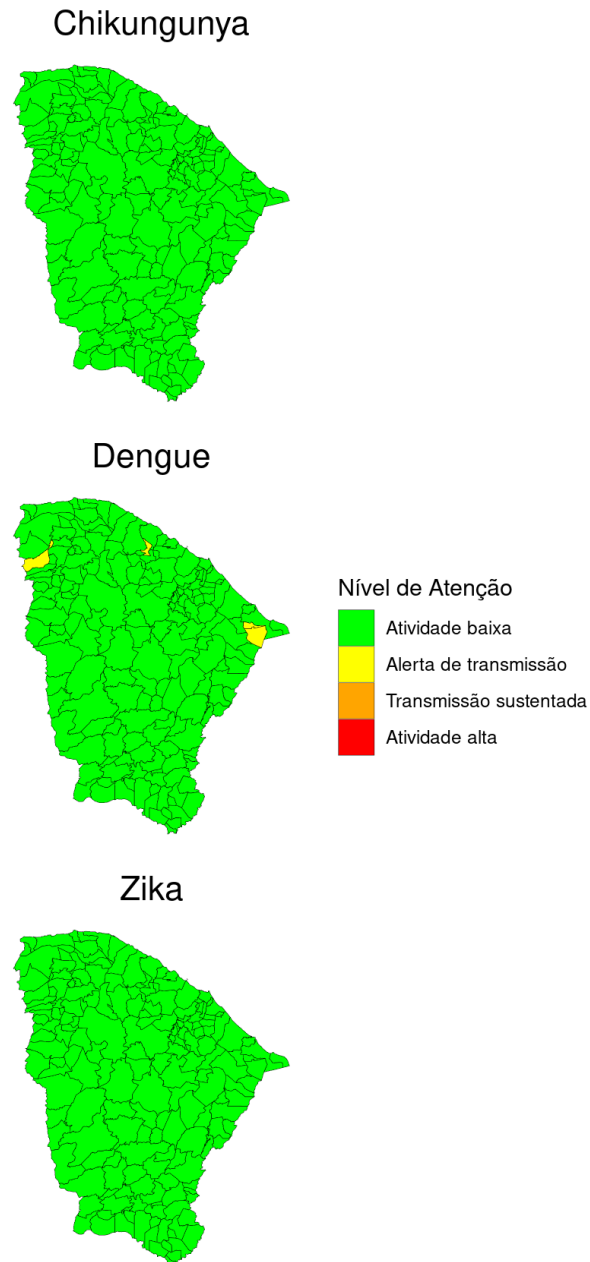 Chikungunya
Dengue
Nível de Atenção
Atividade baixa
Alerta de transmissão
Transmissão sustentada
Atividade alta
Zika